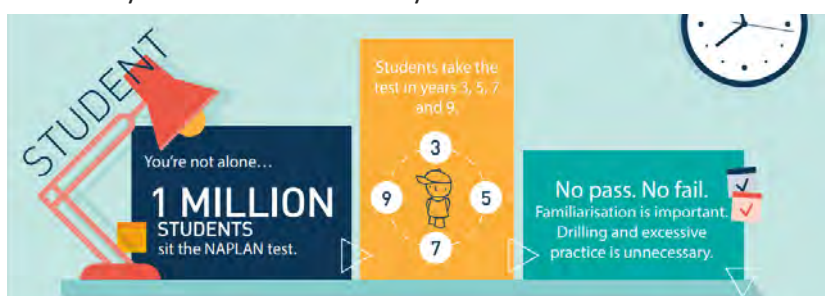 STUDENT
You're not alone…
1 MILLION
STUDENTS
sit the NAPLAN test.
Students take the
test in years 3, 5, 7
and 9.
3
9
5
7
No pass. No fail.
Familiarisation is important.
Drilling and excessive
practice is unnecessary.